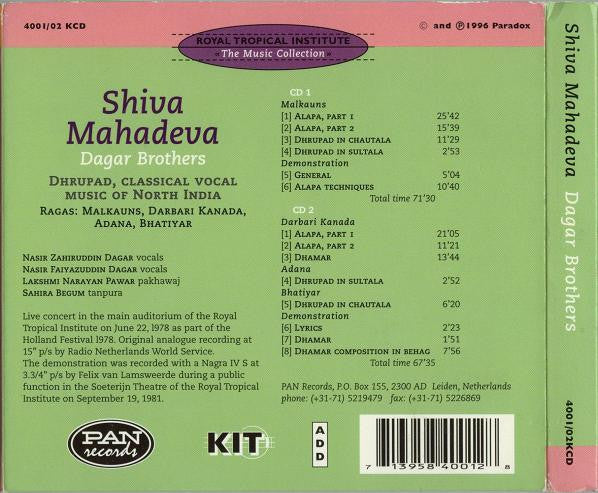 4001/02 KCD
© and ℗ 1996 Paradox
ROYAL TROPICAL INSTITUTE
«The Music Collection»
Shiva
Mahadeva
Dagar Brothers
DHRUPAD, CLASSICAL VOCAL
MUSIC OF NORTH INDIA
RAGAS: MALKAUNS, DARBARI KANADA,
ADANA, BHATIYAR
NASIR ZAHIRUDDIN DAGAR vocals
NASIR FAIYAZUDDIN DAGAR vocals
LAKSHMI NARAYAN PAWAR pakhawaj
SAHIRA BEGUM tanpura
Live concert in the main auditorium of the Royal
Tropical Institute on June 22, 1978 as part of the
Holland Festival 1978. Original analogue recording at
15" p/s by Radio Netherlands World Service.
The demonstration was recorded with a Nagra IV S at
3.3/4" p/s by Felix van Lamsweerde during a public
function in the Soeterijn Theatre of the Royal Tropical
Institute on September 19, 1981.
CD 1
Malkauns
[1] ALAPA, PART 1 25'42
[2] ALAPA, PART 2 15'39
[3] DHRUPAD IN CHAUTALA 11'29
[4] DHRUPAD IN SULTALA 2'53
Demonstration
[5] GENERAL 5'04
[6] ALAPA TECHNIQUES 10'40
Total time 71'30
CD 2
Darbari Kanada
[1] ALAPA, PART 1 21'05
[2] ALAPA, PART 2 11'21
[3] DHAMAR 13'44
Adana
[4] DHRUPAD IN SULTALA 2'52
Bhatiyar
[5] DHRUPAD IN CHAUTALA 6'20
Demonstration
[6] LYRICS 2'23
[7] DHAMAR 1'51
[8] DHAMAR COMPOSITION IN BEHAG 7'56
Total time 67'35
PAN Records, P.O. Box 155, 2300 AD Leiden, Netherlands
phone: (+31-71) 5219479 fax: (+31-71) 5226869
PAN
records
KIT
A
D
D
7 13958 40012 8
Shiva Mahadeva Dagar Brothers
4001/02KCD